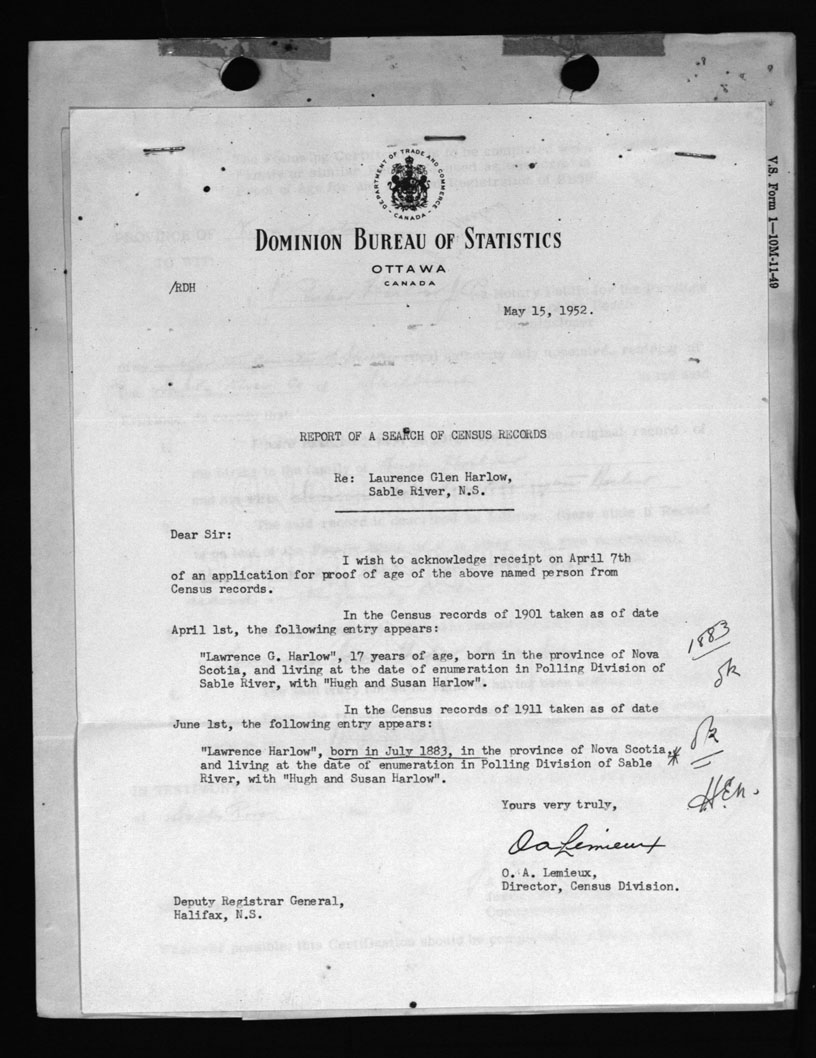 V.S. Form 1—10M-11-49
DEPARTMENT OF TRADE AND COMMERCE
- CANADA -
DOMINION BUREAU OF STATISTICS
OTTAWA
CANADA
/RDH
May 15, 1952.
REPORT OF A SEARCH OF CENSUS RECORDS
Re: Laurence Glen Harlow,
Sable River, N.S.
Dear Sir:
I wish to acknowledge receipt on April 7th
of an application for proof of age of the above named person from
Census records.
In the Census records of 1901 taken as of date
April 1st, the following entry appears:
"Lawrence G. Harlow", 17 years of age, born in the province of Nova
Scotia, and living at the date of enumeration in Polling Division of
Sable River, with "Hugh and Susan Harlow".
1883
ok
In the Census records of 1911 taken as of date
June 1st, the following entry appears:
"Lawrence Harlow", born in July 1883, in the province of Nova Scotia,*
and living at the date of enumeration in Polling Division of Sable
River, with "Hugh and Susan Harlow".
ok
Yours very truly,
OALemieux
O. A. Lemieux,
Director, Census Division.
Deputy Registrar General,
Halifax, N.S.